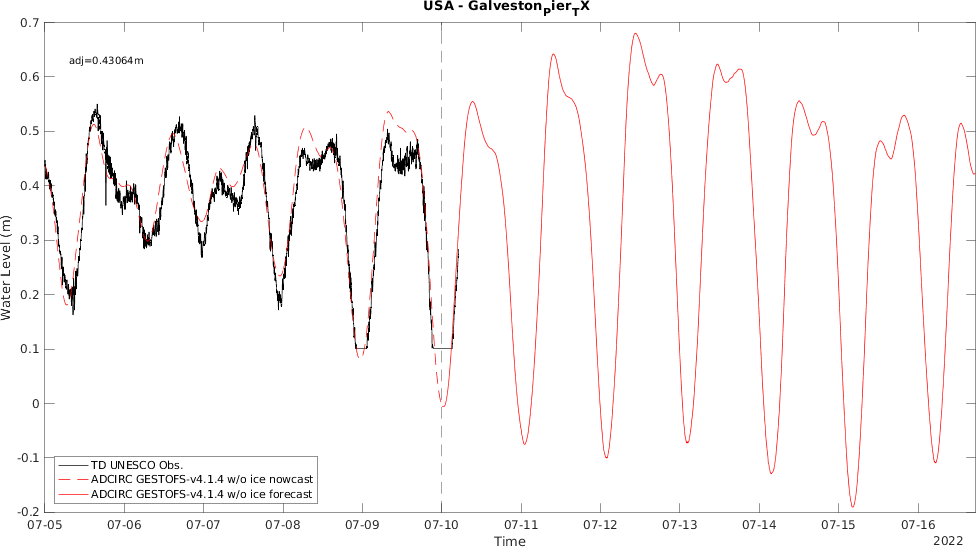 USA - GalvestonPierTX
adj=0.43064m
0.7
0.6
0.5
0.4
0.3
0.2
0.1
0
-0.1
-0.2
Water Level (m)
TD UNESCO Obs.
ADCIRC GESTOFS-v4.1.4 w/o ice nowcast
ADCIRC GESTOFS-v4.1.4 w/o ice forecast
07-05 07-06 07-07 07-08 07-09 07-10 07-11 07-12 07-13 07-14 07-15 07-16
Time
2022